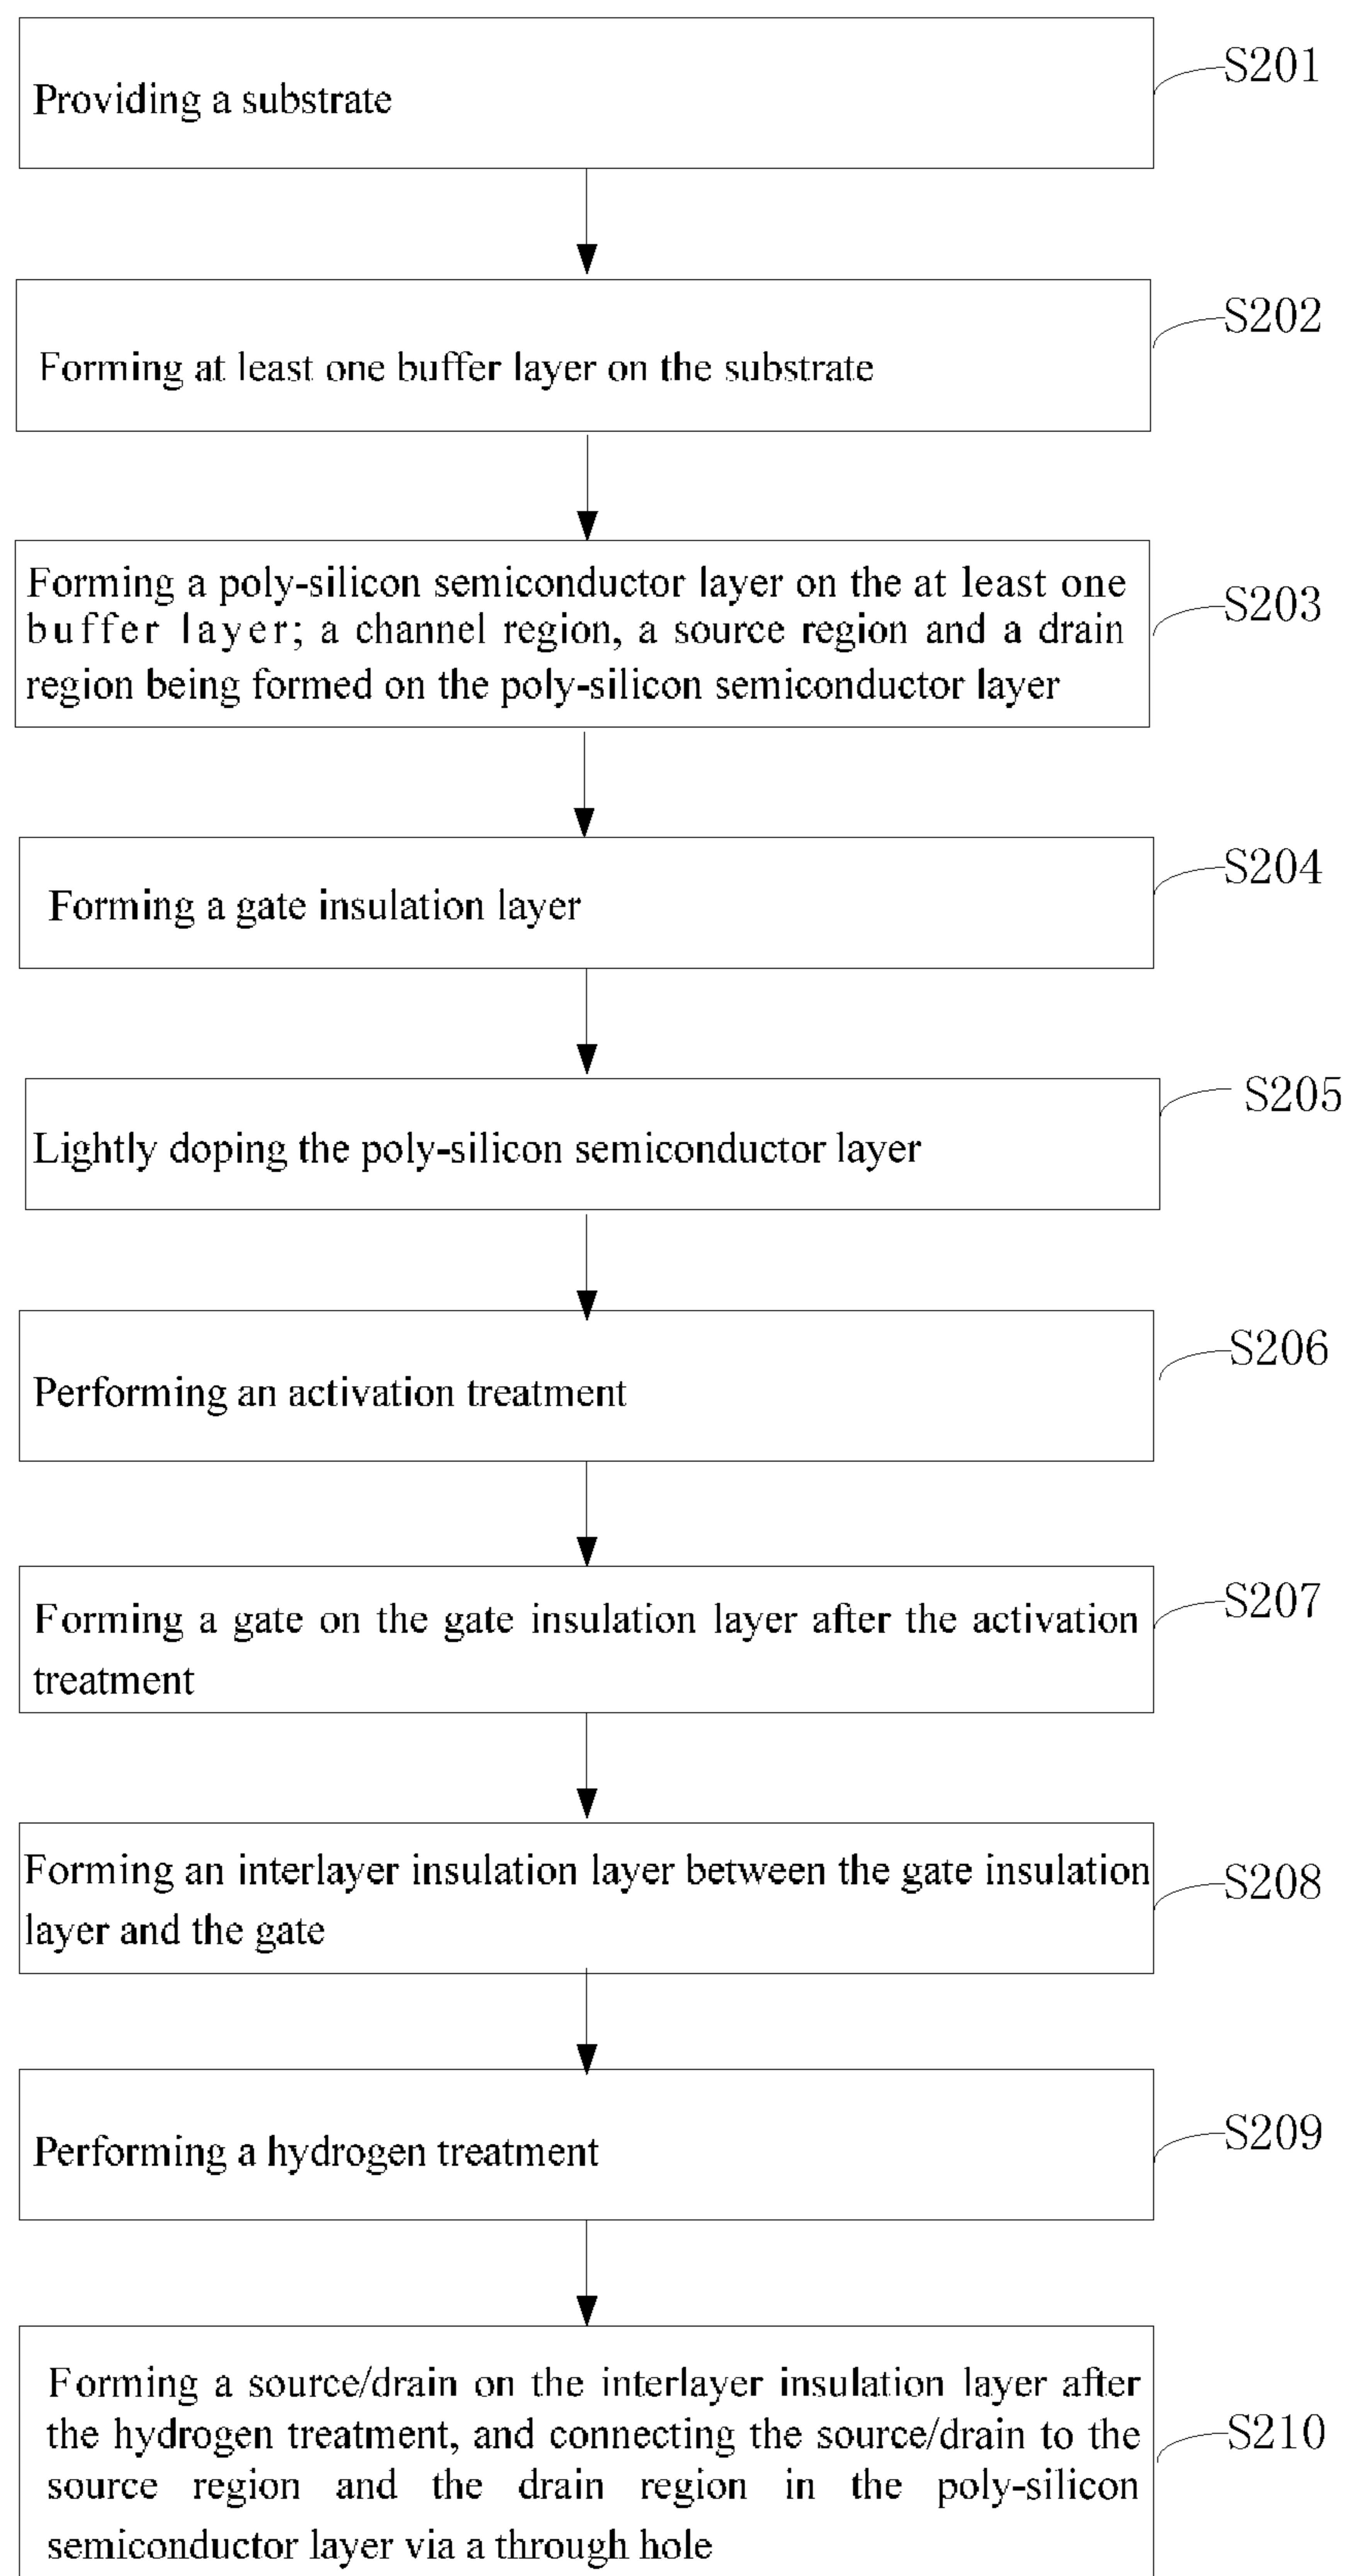 Providing a substrate
S201
Forming at least one buffer layer on the substrate
S202
Forming a poly-silicon semiconductor layer on the at least one
buffer layer; a channel region, a source region and a drain
region being formed on the poly-silicon semiconductor layer
S203
Forming a gate insulation layer
S204
Lightly doping the poly-silicon semiconductor layer
S205
Performing an activation treatment
S206
Forming a gate on the gate insulation layer after the activation
treatment
S207
Forming an interlayer insulation layer between the gate insulation
layer and the gate
S208
Performing a hydrogen treatment
S209
Forming a source/drain on the interlayer insulation layer after
the hydrogen treatment, and connecting the source/drain to the
source region and the drain region in the poly-silicon
semiconductor layer via a through hole
S210